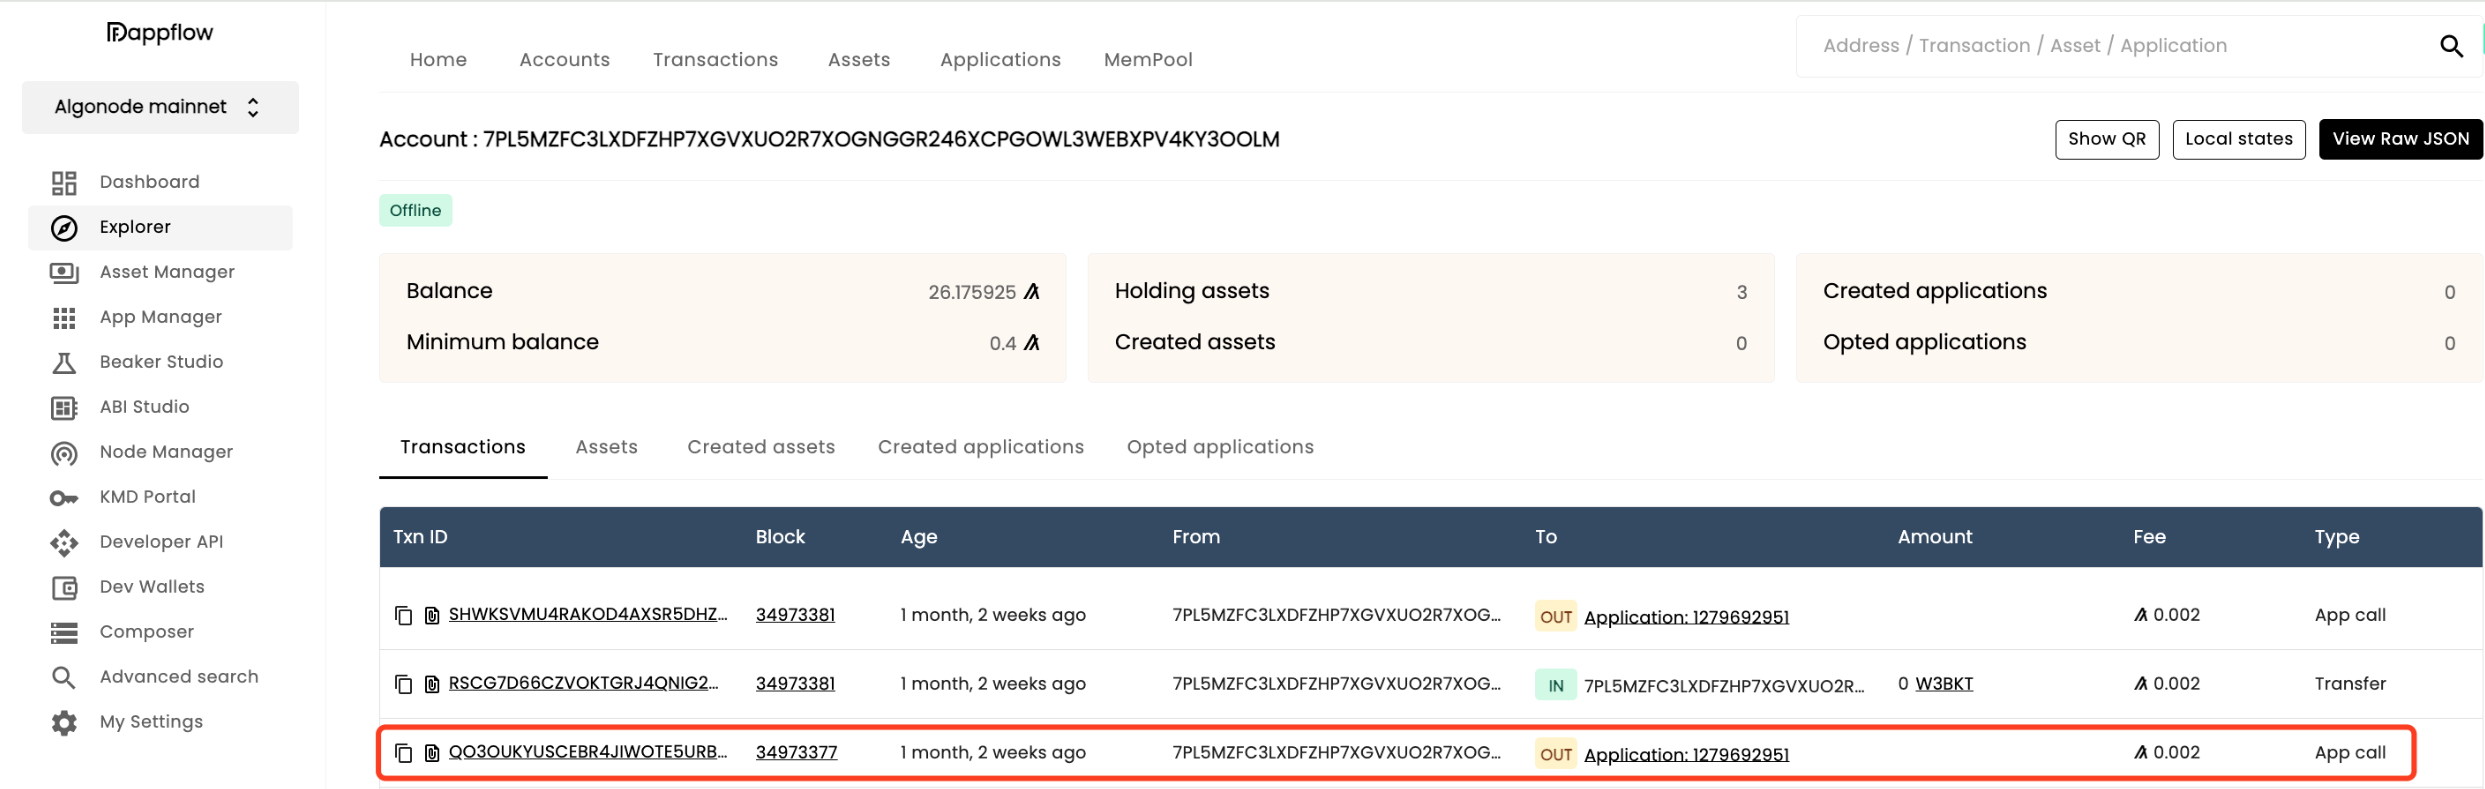 dappflow
Algonode mainnet
Dashboard
Explorer
Asset Manager
App Manager
Beaker Studio
ABI Studio
Node Manager
KMD Portal
Developer API
Dev Wallets
Composer
Advanced search
My Settings
Home Accounts Transactions Assets Applications MemPool
Address / Transaction / Asset / Application
Account : 7PL5MZFC3LXDFZHP7XGVXUO2R7XOGNGGR246XCPGOWL3WEBXPV4KY3OOLM
Show QR Local states View Raw JSON
Offline
Balance 26.175925
Minimum balance 0.4
Holding assets 3
Created assets 0
Created applications 0
Opted applications 0
Transactions Assets Created assets Created applications Opted applications
Txn ID Block Age From To Amount Fee Type
SHWKSVMU4RAKOD4AXSR5DHZ... 34973381 1 month, 2 weeks ago 7PL5MZFC3LXDFZHP7XGVXUO2R7XOG... OUT Application: 1279692951 0.002 App call
RSCG7D66CZVOKTGRJ4QNIG2... 34973381 1 month, 2 weeks ago 7PL5MZFC3LXDFZHP7XGVXUO2R7XOG... IN 7PL5MZFC3LXDFZHP7XGVXUO2R... 0 W3BKT 0.002 Transfer
QO3OUKYUSCEBR4JIWOTE5URB... 34973377 1 month, 2 weeks ago 7PL5MZFC3LXDFZHP7XGVXUO2R7XOG... OUT Application: 1279692951 0.002 App call